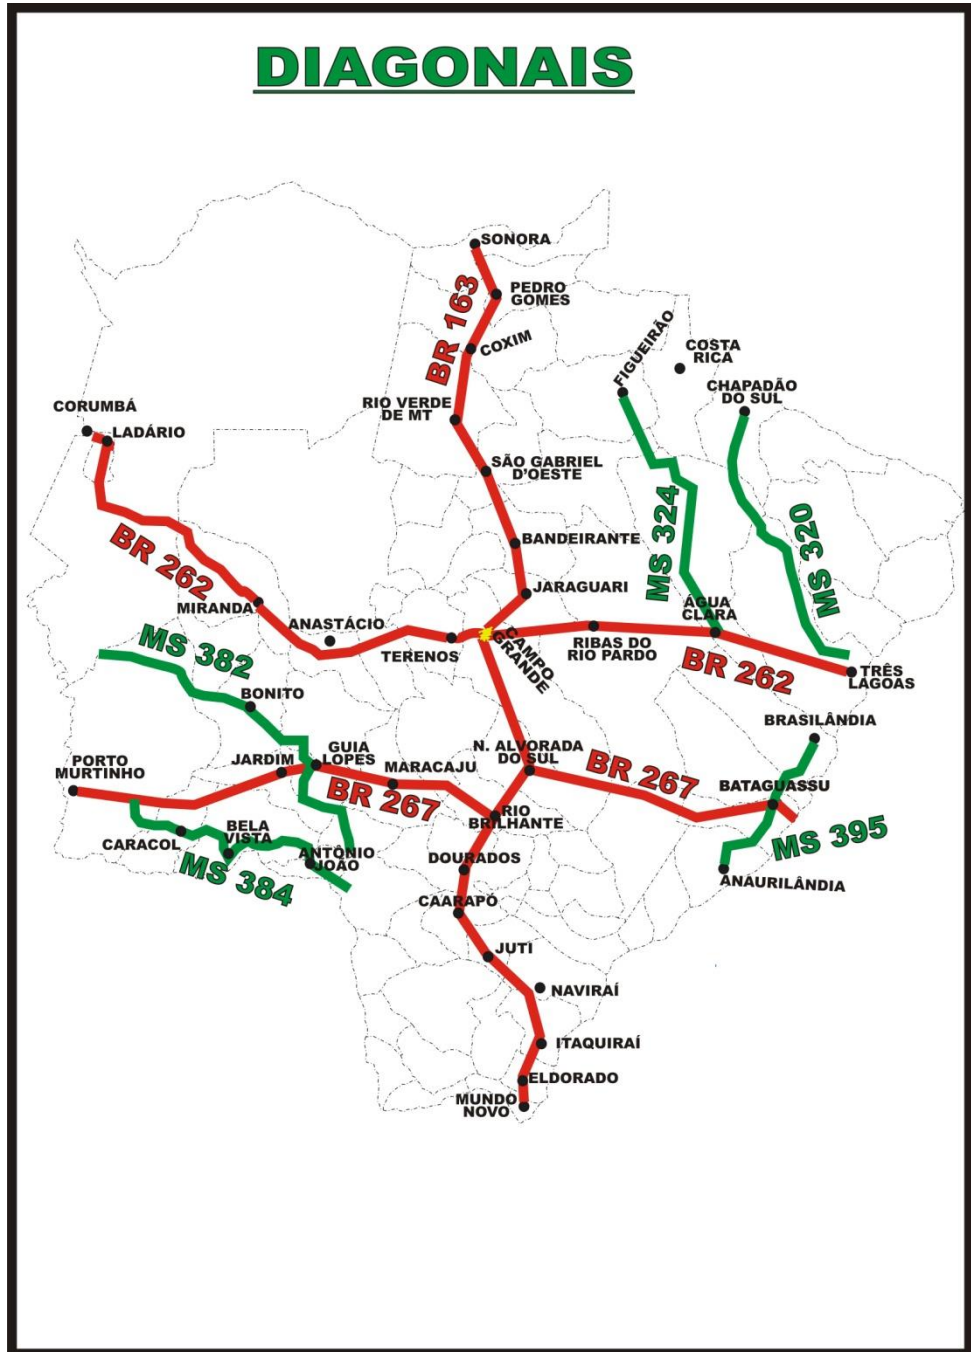 DIAGONAIS
SONORA
PEDRO
GOMES
BR 163
COXIM
FIGUEIRÃO
COSTA
RICA
CHAPADÃO
DO SUL
RIO VERDE
DE MT
CORUMBÁ
LADÁRIO
SÃO GABRIEL
D'OESTE
MS 324
MS 320
BANDEIRANTE
BR 262
JARAGUARI
MIRANDA
ANASTÁCIO
TERENOS
CAMPO
GRANDE
RIBAS DO
RIO PARDO
ÁGUA
CLARA
BR 262
TRÊS
LAGOAS
MS 382
BONITO
BRASILÂNDIA
PORTO
MURTINHO
JARDIM
GUIA
LOPES
MARACAJU
N. ALVORADA
DO SUL
BR 267
BR 267
BATAGUASSU
RIO
BRILHANTE
MS 395
CARACOL
BELA
VISTA
ANTÔNIO
JOÃO
MS 384
DOURADOS
ANAURILÂNDIA
CAARAPÓ
JUTI
NAVIRAÍ
ITAQUIRAÍ
ELDORADO
MUNDO
NOVO